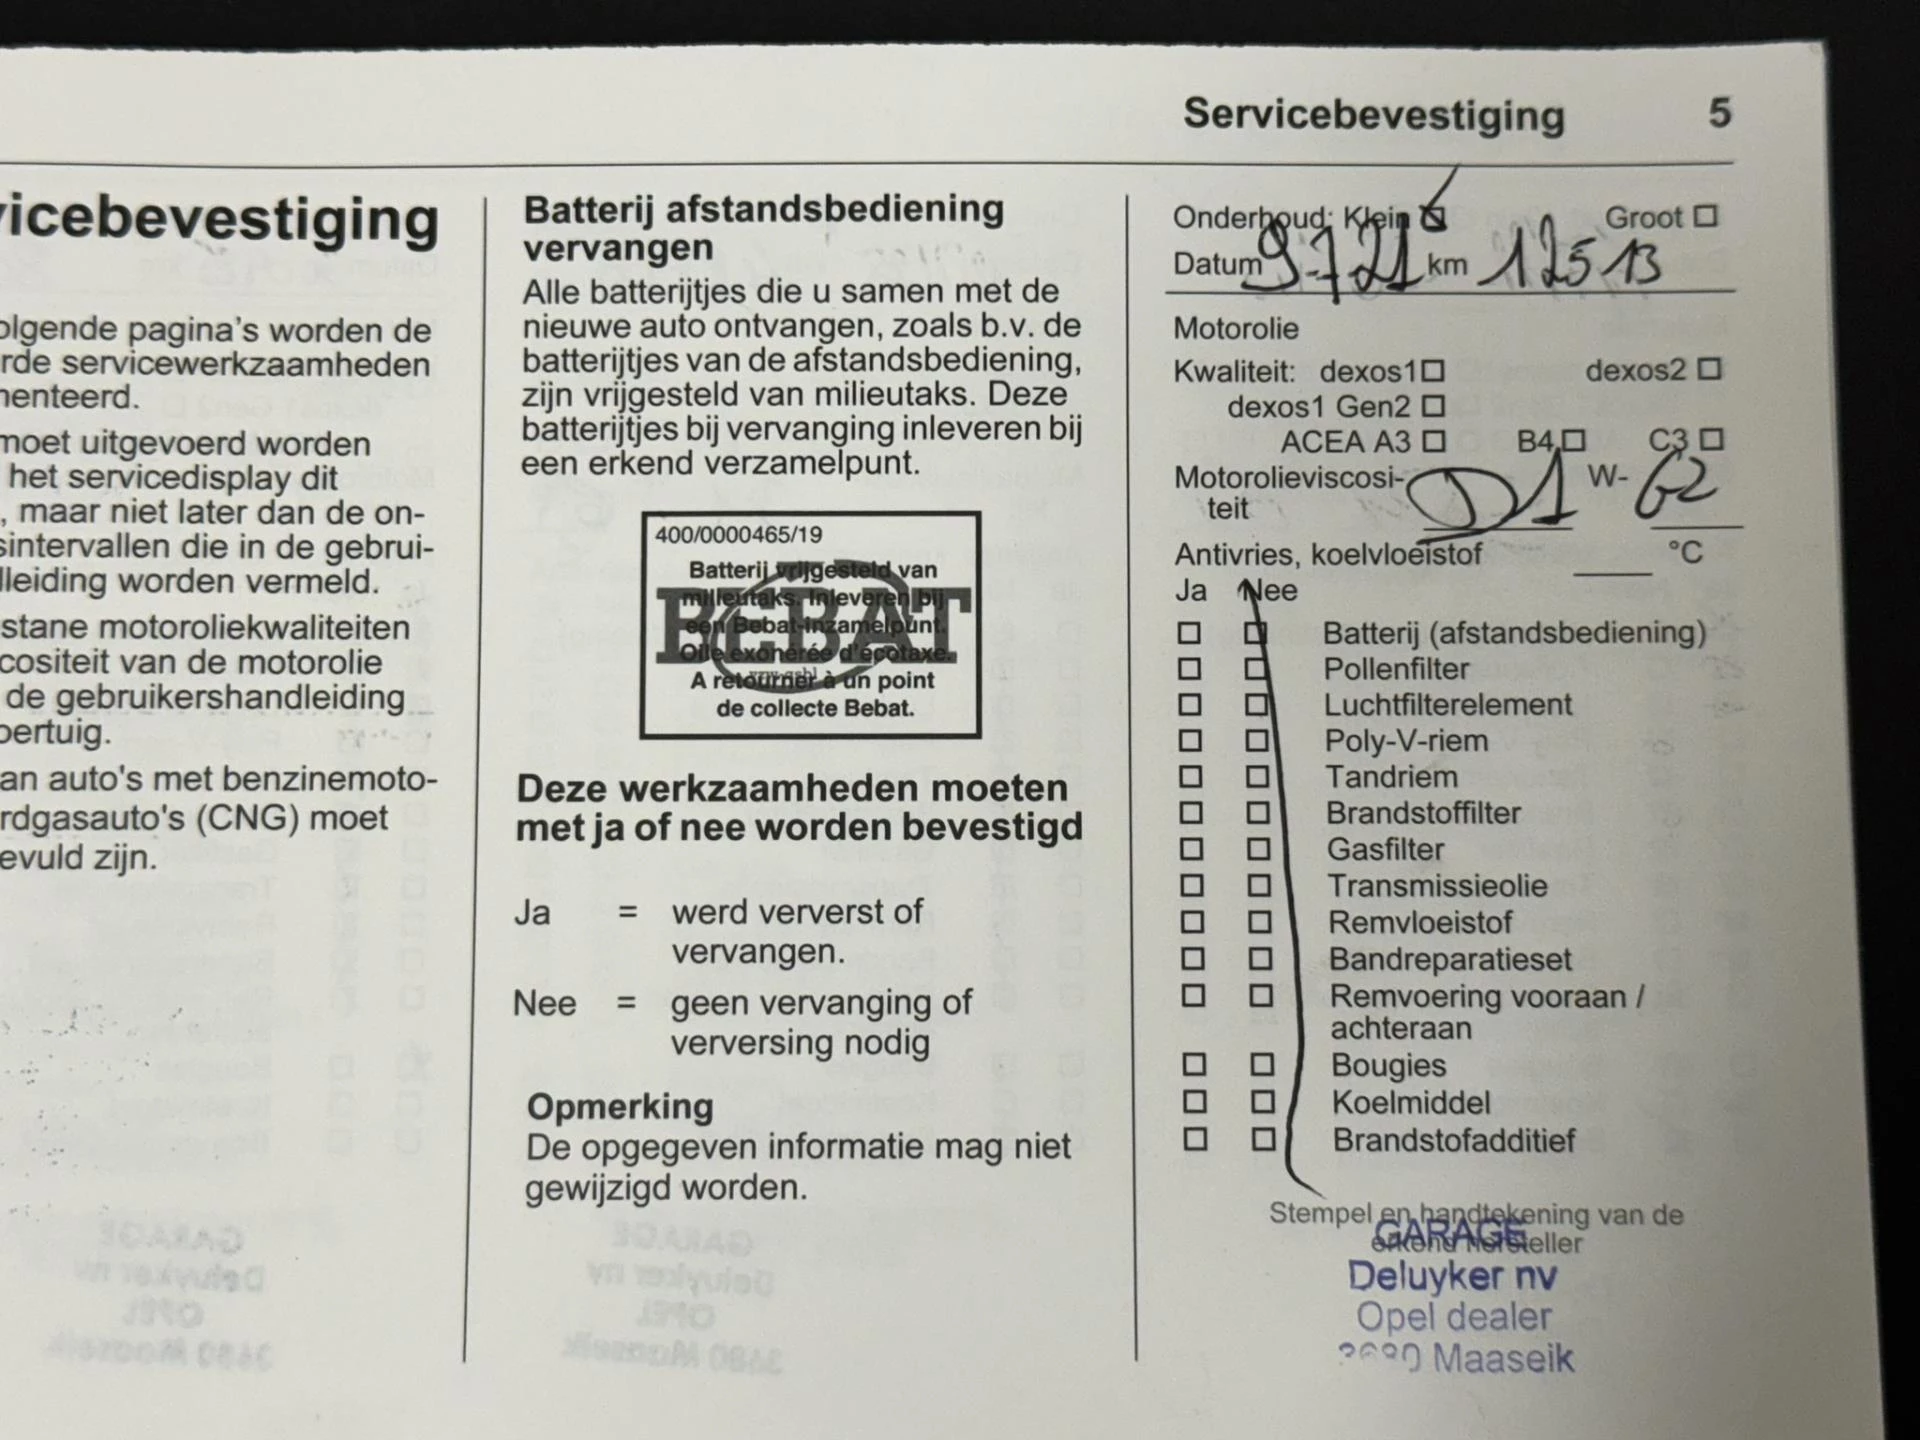 Servicebevestiging 5
vicebevestiging
olgende pagina's worden de
rde servicewerkzaamheden
menteerd.
moet uitgevoerd worden
het servicedisplay dit
, maar niet later dan de on-
sintervallen die in de gebrui-
lleiding worden vermeld.
stane motoroliekwaliteiten
cositeit van de motorolie
de gebruikershandleiding
oertuig.
an auto's met benzinemoto-
rdgasauto's (CNG) moet
evuld zijn.
Batterij afstandsbediening
vervangen
Alle batterijtjes die u samen met de
nieuwe auto ontvangen, zoals b.v. de
batterijtjes van de afstandsbediening,
zijn vrijgesteld van milieutaks. Deze
batterijtjes bij vervanging inleveren bij
een erkend verzamelpunt.
400/0000465/19
BEBAT
Batterij vrijgesteld van
milieutaks. Inleveren bij
een Bebat-inzamelpunt.
Oile exonérée d'écotaxe.
A retourner à un point
de collecte Bebat.
Deze werkzaamheden moeten
met ja of nee worden bevestigd
Ja = werd ververst of
vervangen.
Nee = geen vervanging of
verversing nodig
Opmerking
De opgegeven informatie mag niet
gewijzigd worden.
Onderhoud: Klein Groot
Datum 9-7-21 km 12513
Motorolie
Kwaliteit: dexos1 dexos2
dexos1 Gen2
ACEA A3 B4 C3
Motorolieviscosi- D1 W- G2
teit
Antivries, koelvloeistof °C
Ja Nee
Batterij (afstandsbediening)
Pollenfilter
Luchtfilterelement
Poly-V-riem
Tandriem
Brandstoffilter
Gasfilter
Transmissieolie
Remvloeistof
Bandreparatieset
Remvoering vooraan /
achteraan
Bougies
Koelmiddel
Brandstofadditief
Stempel en handtekening van de
erkend hersteller
GARAGE
Deluyker nv
Opel dealer
3680 Maaseik